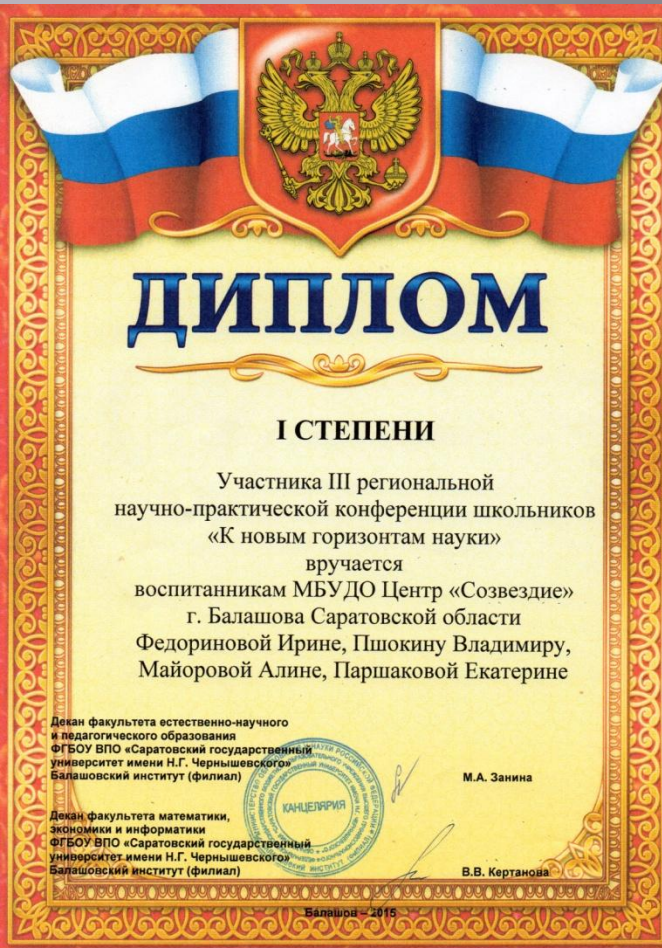 ДИПЛОМ
I СТЕПЕНИ
Участника III региональной
научно-практической конференции школьников
«К новым горизонтам науки»
вручается
воспитанникам МБУДО Центр «Созвездие»
г. Балашова Саратовской области
Федориновой Ирине, Пшокину Владимиру,
Майоровой Алине, Паршаковой Екатерине
Декан факультета естественно-научного
и педагогического образования
ФГБОУ ВПО «Саратовский государственный
университет имени Н.Г. Чернышевского»
Балашовский институт (филиал)
М.А. Занина
КАНЦЕЛЯРИЯ
Декан факультета математики,
экономики и информатики
ФГБОУ ВПО «Саратовский государственный
университет имени Н.Г. Чернышевского»
Балашовский институт (филиал)
В.В. Кертанова
Балашов – 2015